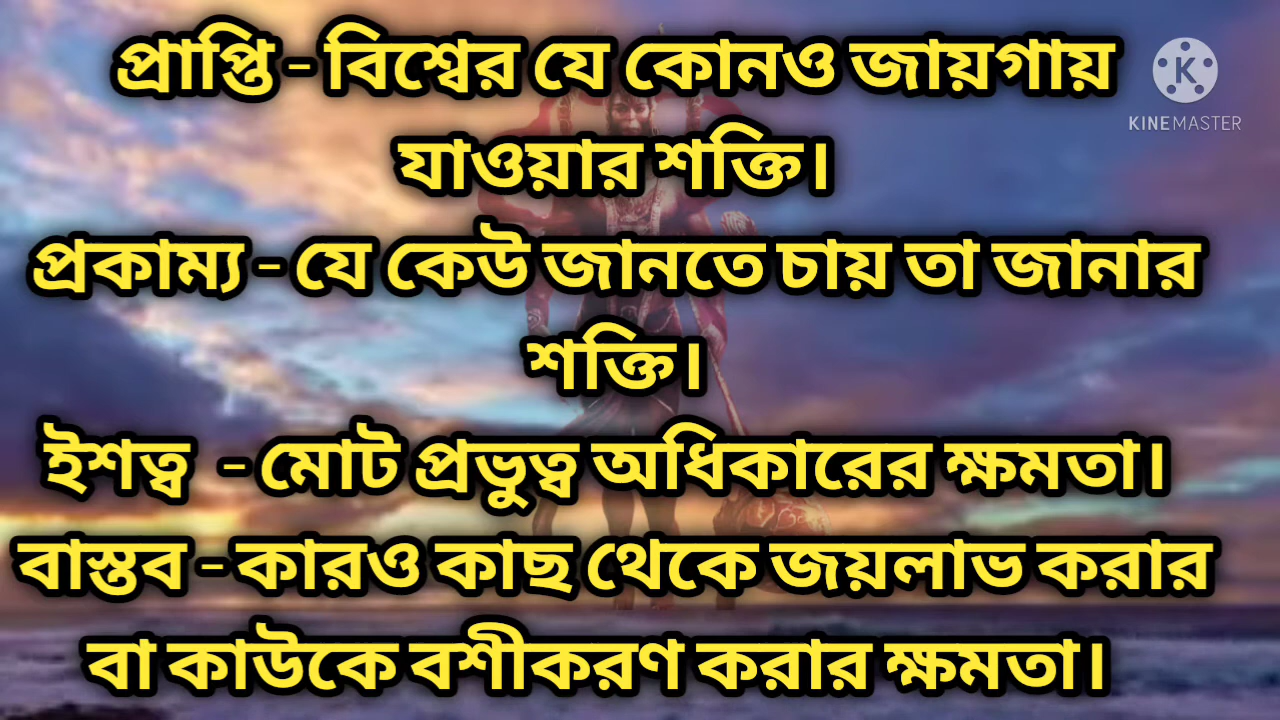 প্রাপ্তি - বিশ্বের যে কোনও জায়গায়
KINEMASTER
যাওয়ার শক্তি।
প্রকাম্য - যে কেউ জানতে চায় তা জানার
শক্তি।
ইশত্ব - মোট প্রভুত্ব অধিকারের ক্ষমতা।
বাস্তব - কারও কাছ থেকে জয়লাভ করার
বা কাউকে বশীকরণ করার ক্ষমতা।